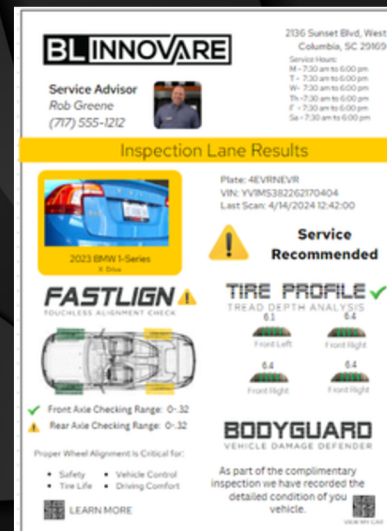 BL INNOVARE
2136 Sunset Blvd, West
Columbia, SC 29169
Service Hours:
M - 7:30 am to 6:00 pm
T - 7:30 am to 6:00 pm
W- 7:30 am to 6:00 pm
Th -7:30 am to 6:00 pm
F - 7:30 am to 6:00 pm
Sa - 7:30 am to 6:00 pm
Service Advisor
Rob Greene
(717) 555-1212
Inspection Lane Results
2023 BMW 1-Series
X-Drive
Plate: 4EVRNEVR
VIN: YV1MS382262170404
Last Scan: 4/14/2024 12:42:00
Service
Recommended
FASTLIGN
TOUCHLESS ALIGNMENT CHECK
Front Axle Checking Range: 0-.32
Rear Axle Checking Range: 0-.32
Proper Wheel Alignment Is Critical for:
• Safety
• Vehicle Control
• Tire Life
• Driving Comfort
LEARN MORE
TIRE PROFILE
TREAD DEPTH ANALYSIS
6.1 6.4
Front Left Front Right
6.4 6.4
Front Right Front Right
BODYGUARD
VEHICLE DAMAGE DEFENDER
As part of the complimentary
inspection we have recorded the
detailed condition of you
vehicle.
VIEW MY CAR